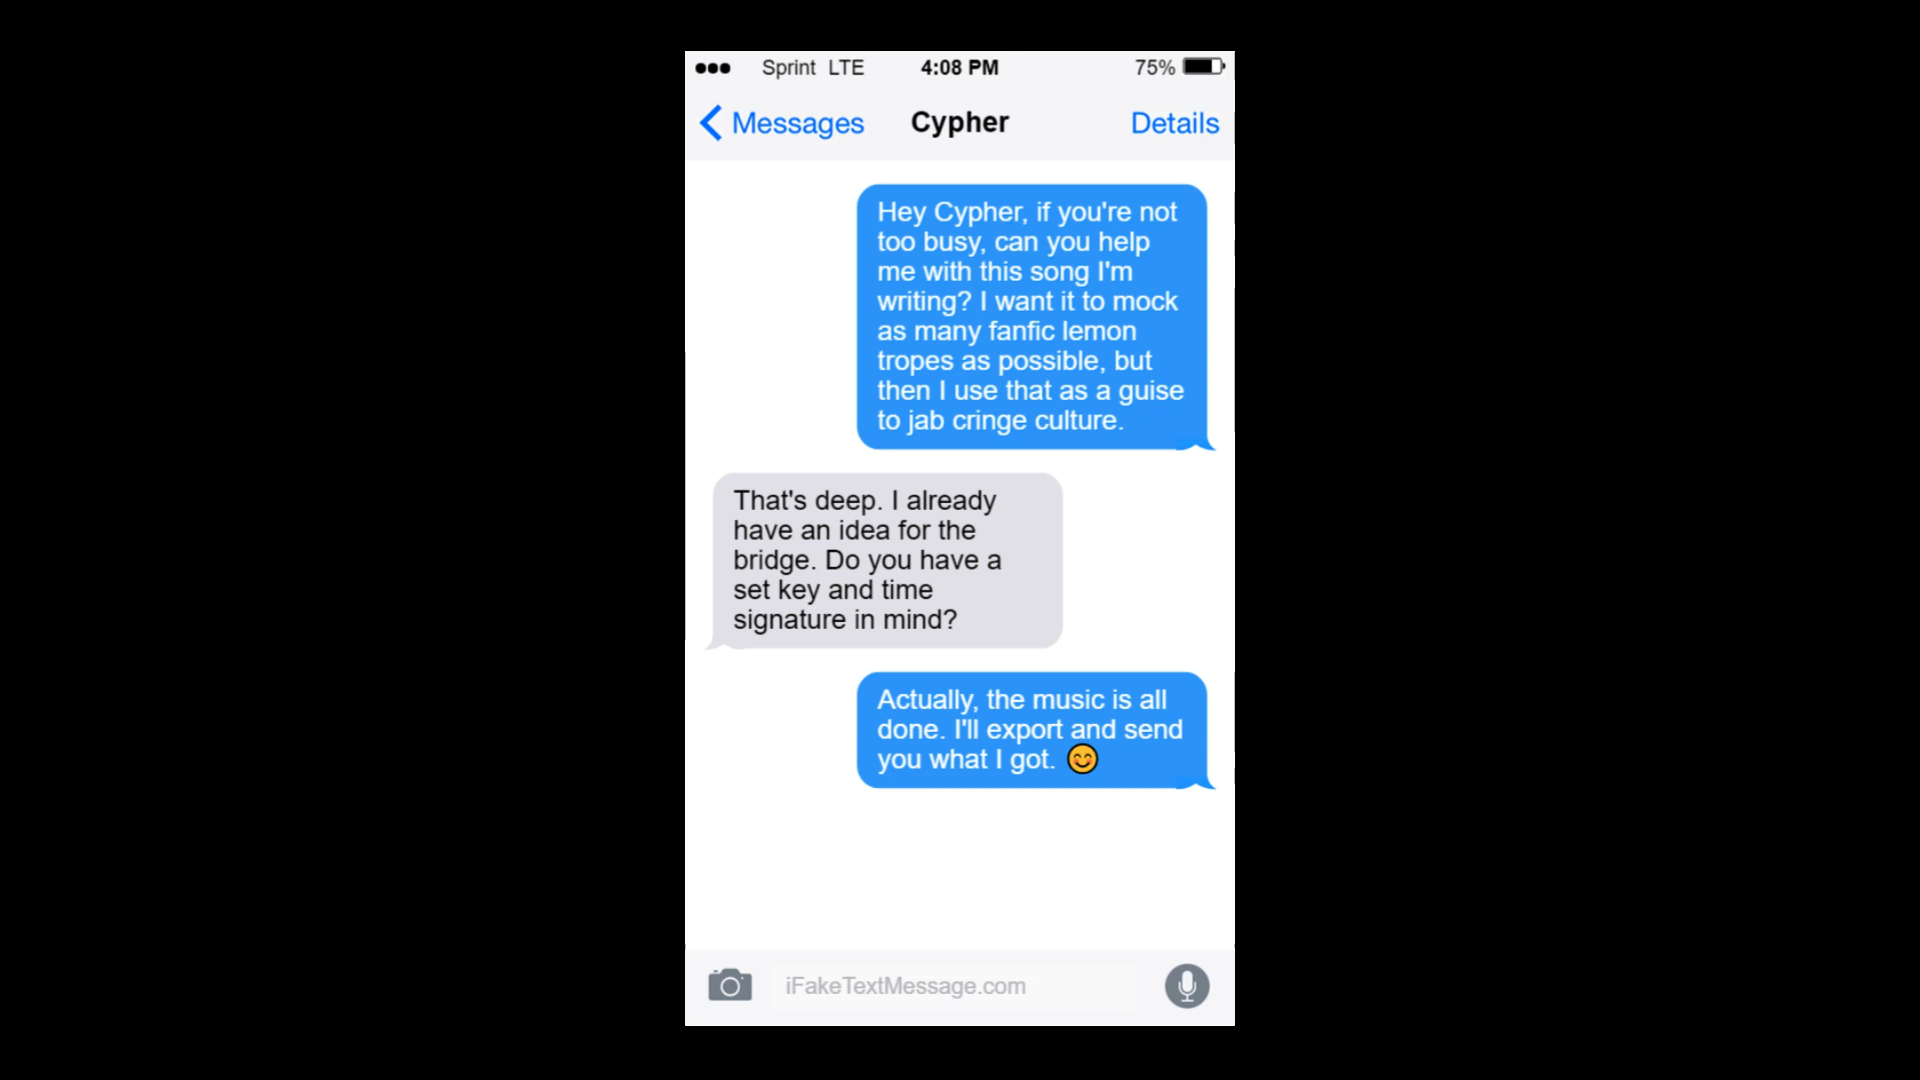 Sprint LTE 4:08 PM 75%
Messages Cypher Details
Hey Cypher, if you're not
too busy, can you help
me with this song I'm
writing? I want it to mock
as many fanfic lemon
tropes as possible, but
then I use that as a guise
to jab cringe culture.
That's deep. I already
have an idea for the
bridge. Do you have a
set key and time
signature in mind?
Actually, the music is all
done. I'll export and send
you what I got. 😊
iFakeTextMessage.com